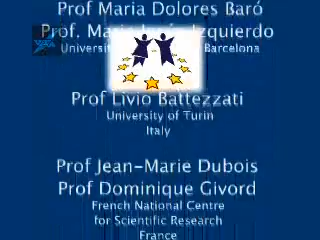 Prof Maria Dolores Baró
Prof. Izquierdo
Barcelona
Prof Livio Battezzati
University of Turin
Italy
Prof Jean-Marie Dubois
Prof Dominique Givord
French National Centre
for Scientific Research
France